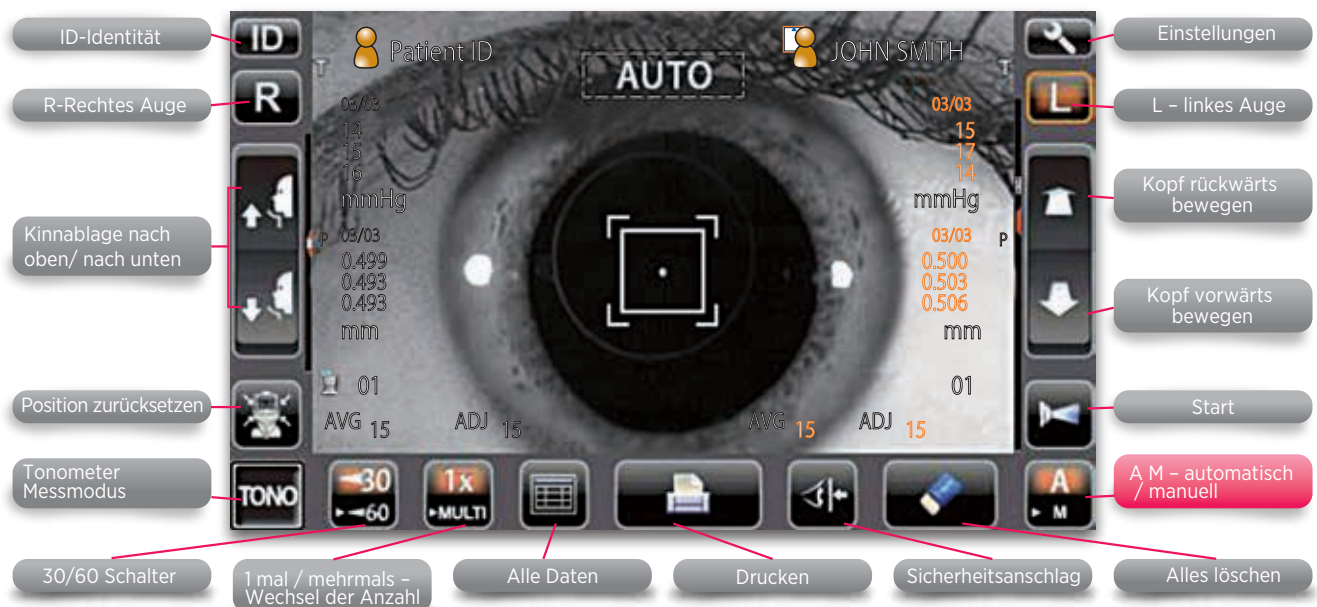 ID-Identität
R-Rechtes Auge
Kinnablage nach
oben/ nach unten
Position zurücksetzen
Tonometer
Messmodus
ID
R
TONO
Patient ID
JOHN SMITH
AUTO
T
T
03/03
14
15
16
mmHg
P
03/03
0.499
0.493
0.493
mm
01
AVG 15
ADJ 15
03/03
15
17
14
mmHg
03/03
P
0.500
0.503
0.506
mm
01
AVG 15
ADJ 15
L
30
60
1x
MULTI
A
M
Einstellungen
L – linkes Auge
Kopf rückwärts
bewegen
Kopf vorwärts
bewegen
Start
A M – automatisch
/ manuell
30/60 Schalter
1 mal / mehrmals –
Wechsel der Anzahl
Alle Daten
Drucken
Sicherheitsanschlag
Alles löschen